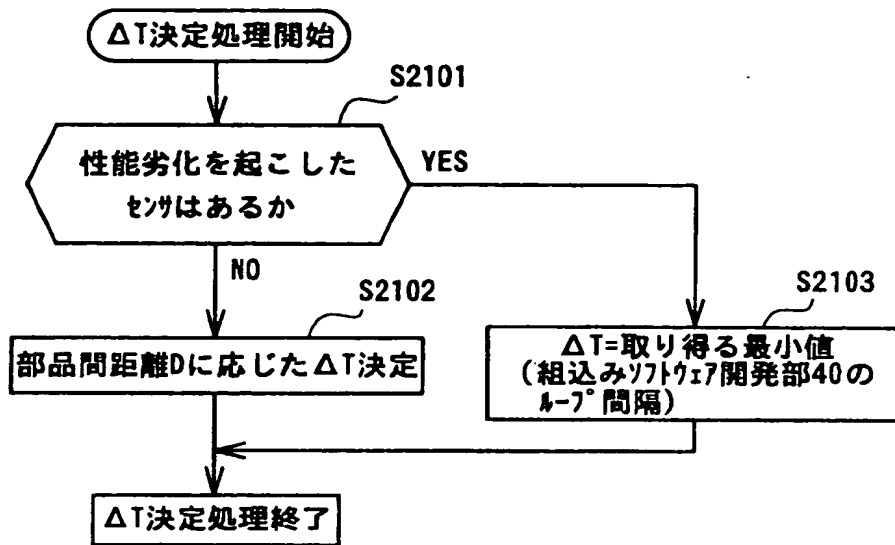 ΔT決定処理開始
S2101
性能劣化を起こした
ｾﾝｻはあるか
YES
NO
S2102
部品間距離Dに応じたΔT決定
S2103
ΔT=取り得る最小値
(組込みｿﾌﾄｳｪｱ開発部40の
ﾙｰﾌﾟ間隔)
ΔT決定処理終了